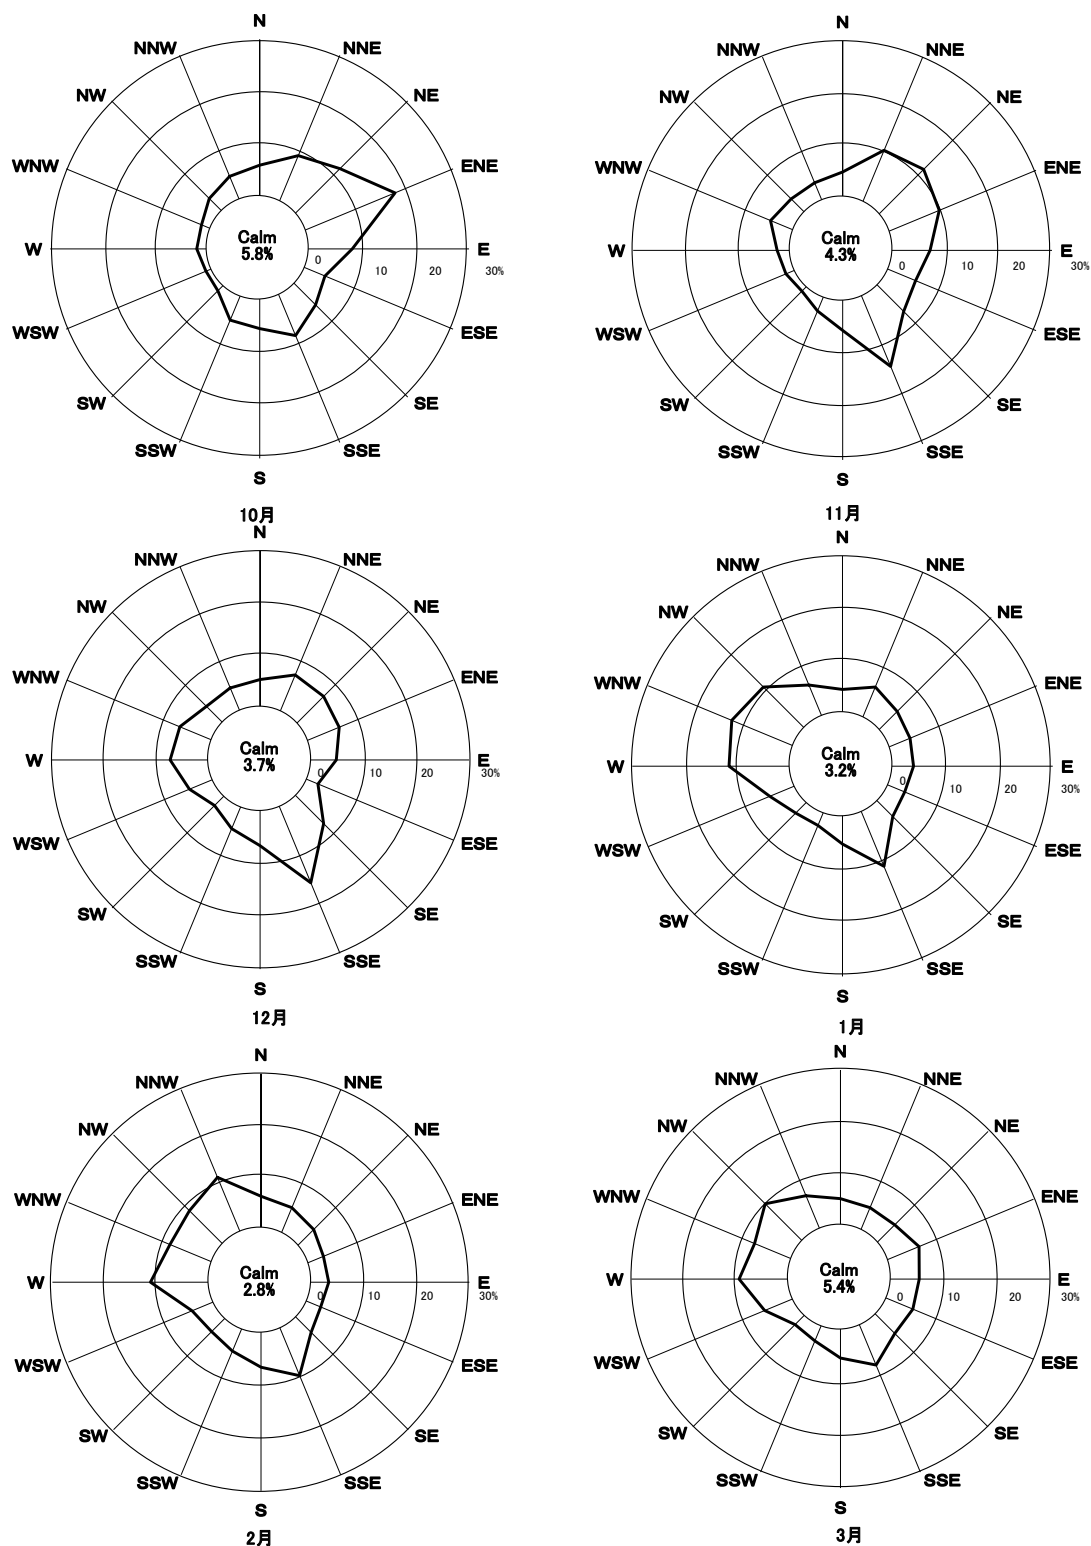 N
NNW
NNE
NW
NE
WNW
ENE
Calm
5.8%
W
E
0
10
20
30%
WSW
ESE
SW
SE
SSW
SSE
S
10月
N
NNW
NNE
NW
NE
WNW
ENE
Calm
4.3%
W
E
0
10
20
30%
WSW
ESE
SW
SE
SSW
SSE
S
11月
N
NNW
NNE
NW
NE
WNW
ENE
Calm
3.7%
W
E
0
10
20
30%
WSW
ESE
SW
SE
SSW
SSE
S
12月
N
NNW
NNE
NW
NE
WNW
ENE
Calm
3.2%
W
E
0
10
20
30%
WSW
ESE
SW
SE
SSW
SSE
S
1月
N
NNW
NNE
NW
NE
WNW
ENE
Calm
2.8%
W
E
0
10
20
30%
WSW
ESE
SW
SE
SSW
SSE
S
2月
N
NNW
NNE
NW
NE
WNW
ENE
Calm
5.4%
W
E
0
10
20
30%
WSW
ESE
SW
SE
SSW
SSE
S
3月